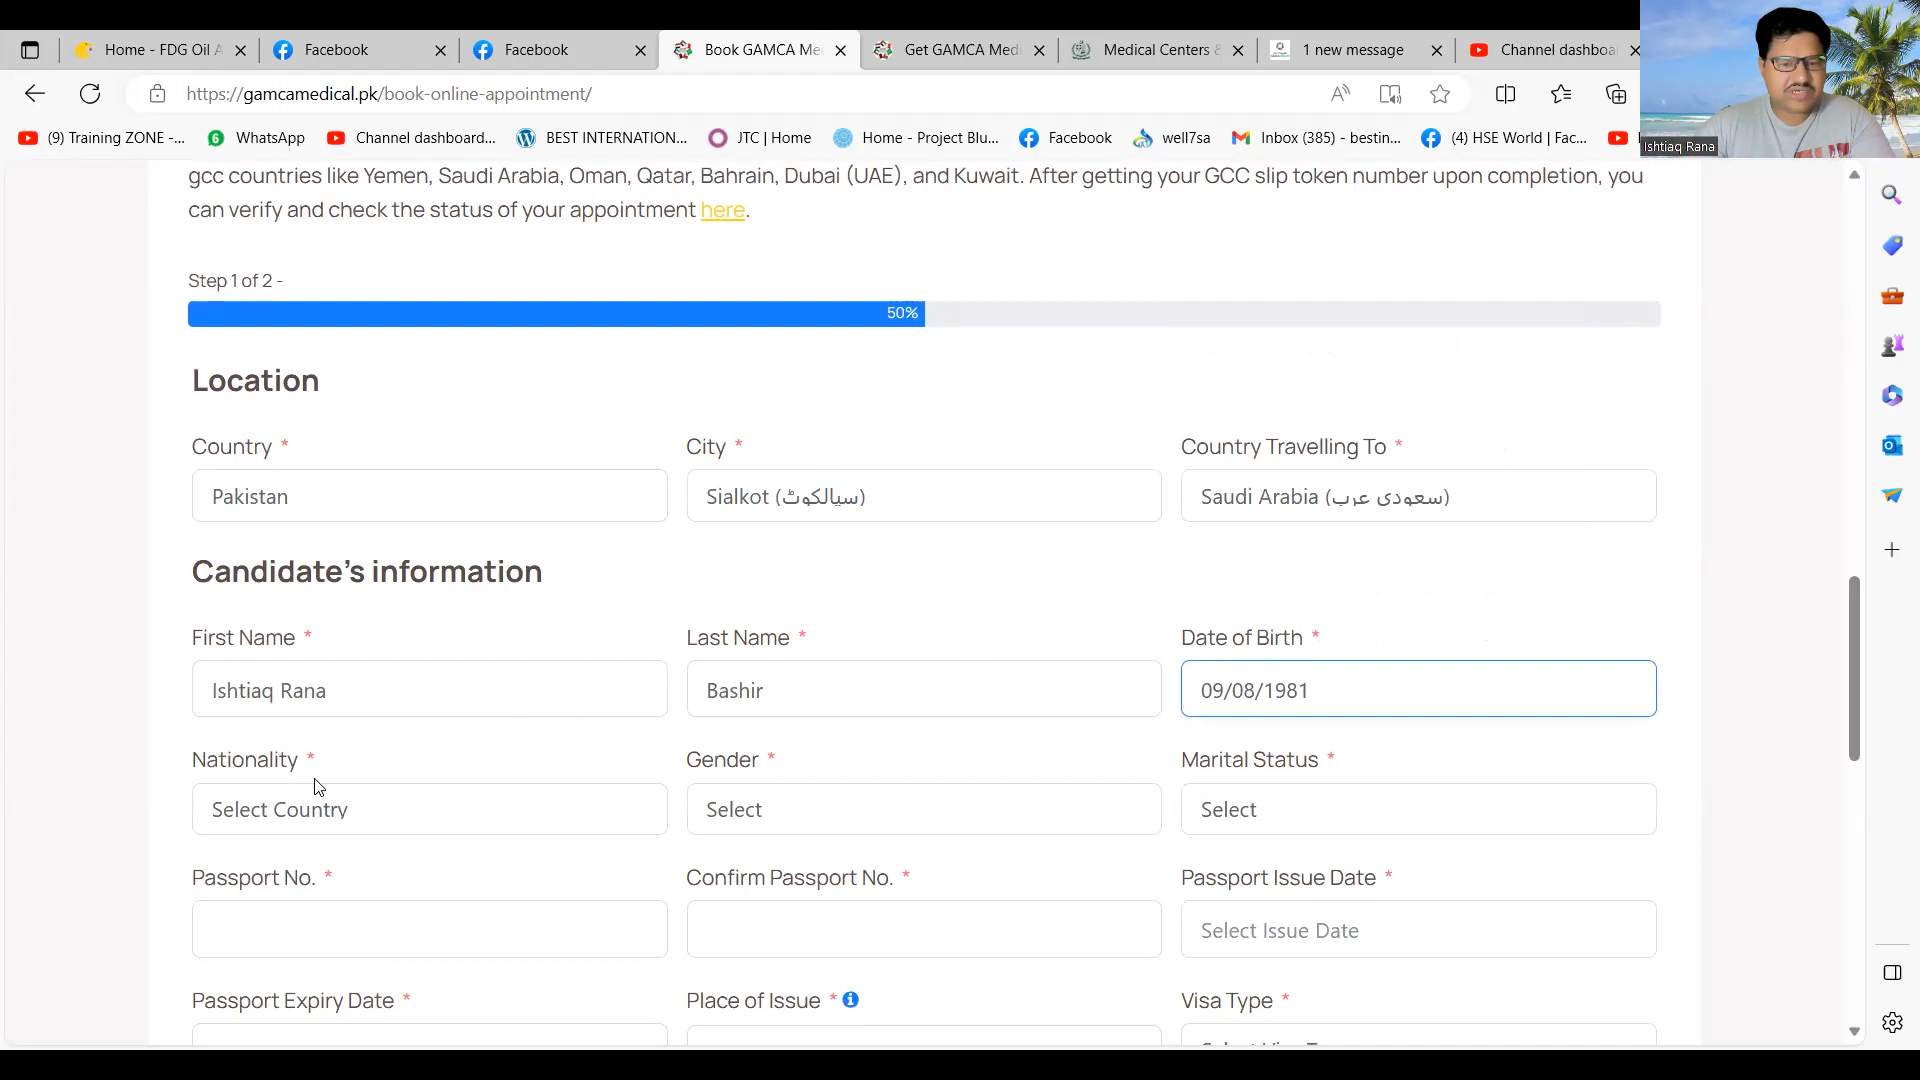 Home - FDG Oil A
Facebook
Facebook
Book GAMCA Me
Get GAMCA Med
Medical Centers &
1 new message
Channel dashboa
https://gamcamedical.pk/book-online-appointment/
(9) Training ZONE -...
WhatsApp
Channel dashboard...
BEST INTERNATION...
JTC | Home
Home - Project Blu...
Facebook
well7sa
Inbox (385) - bestin...
(4) HSE World | Fac...
Ishtiaq Rana
gcc countries like Yemen, Saudi Arabia, Oman, Qatar, Bahrain, Dubai (UAE), and Kuwait. After getting your GCC slip token number upon completion, you
can verify and check the status of your appointment here.
Step 1 of 2 -
50%
Location
Country *
City *
Country Travelling To *
Pakistan
Sialkot (سیالکوٹ)
Saudi Arabia (سعودی عرب)
Candidate's information
First Name *
Last Name *
Date of Birth *
Ishtiaq Rana
Bashir
09/08/1981
Nationality *
Gender *
Marital Status *
Select Country
Select
Select
Passport No. *
Confirm Passport No. *
Passport Issue Date *
Select Issue Date
Passport Expiry Date *
Place of Issue *
Visa Type *